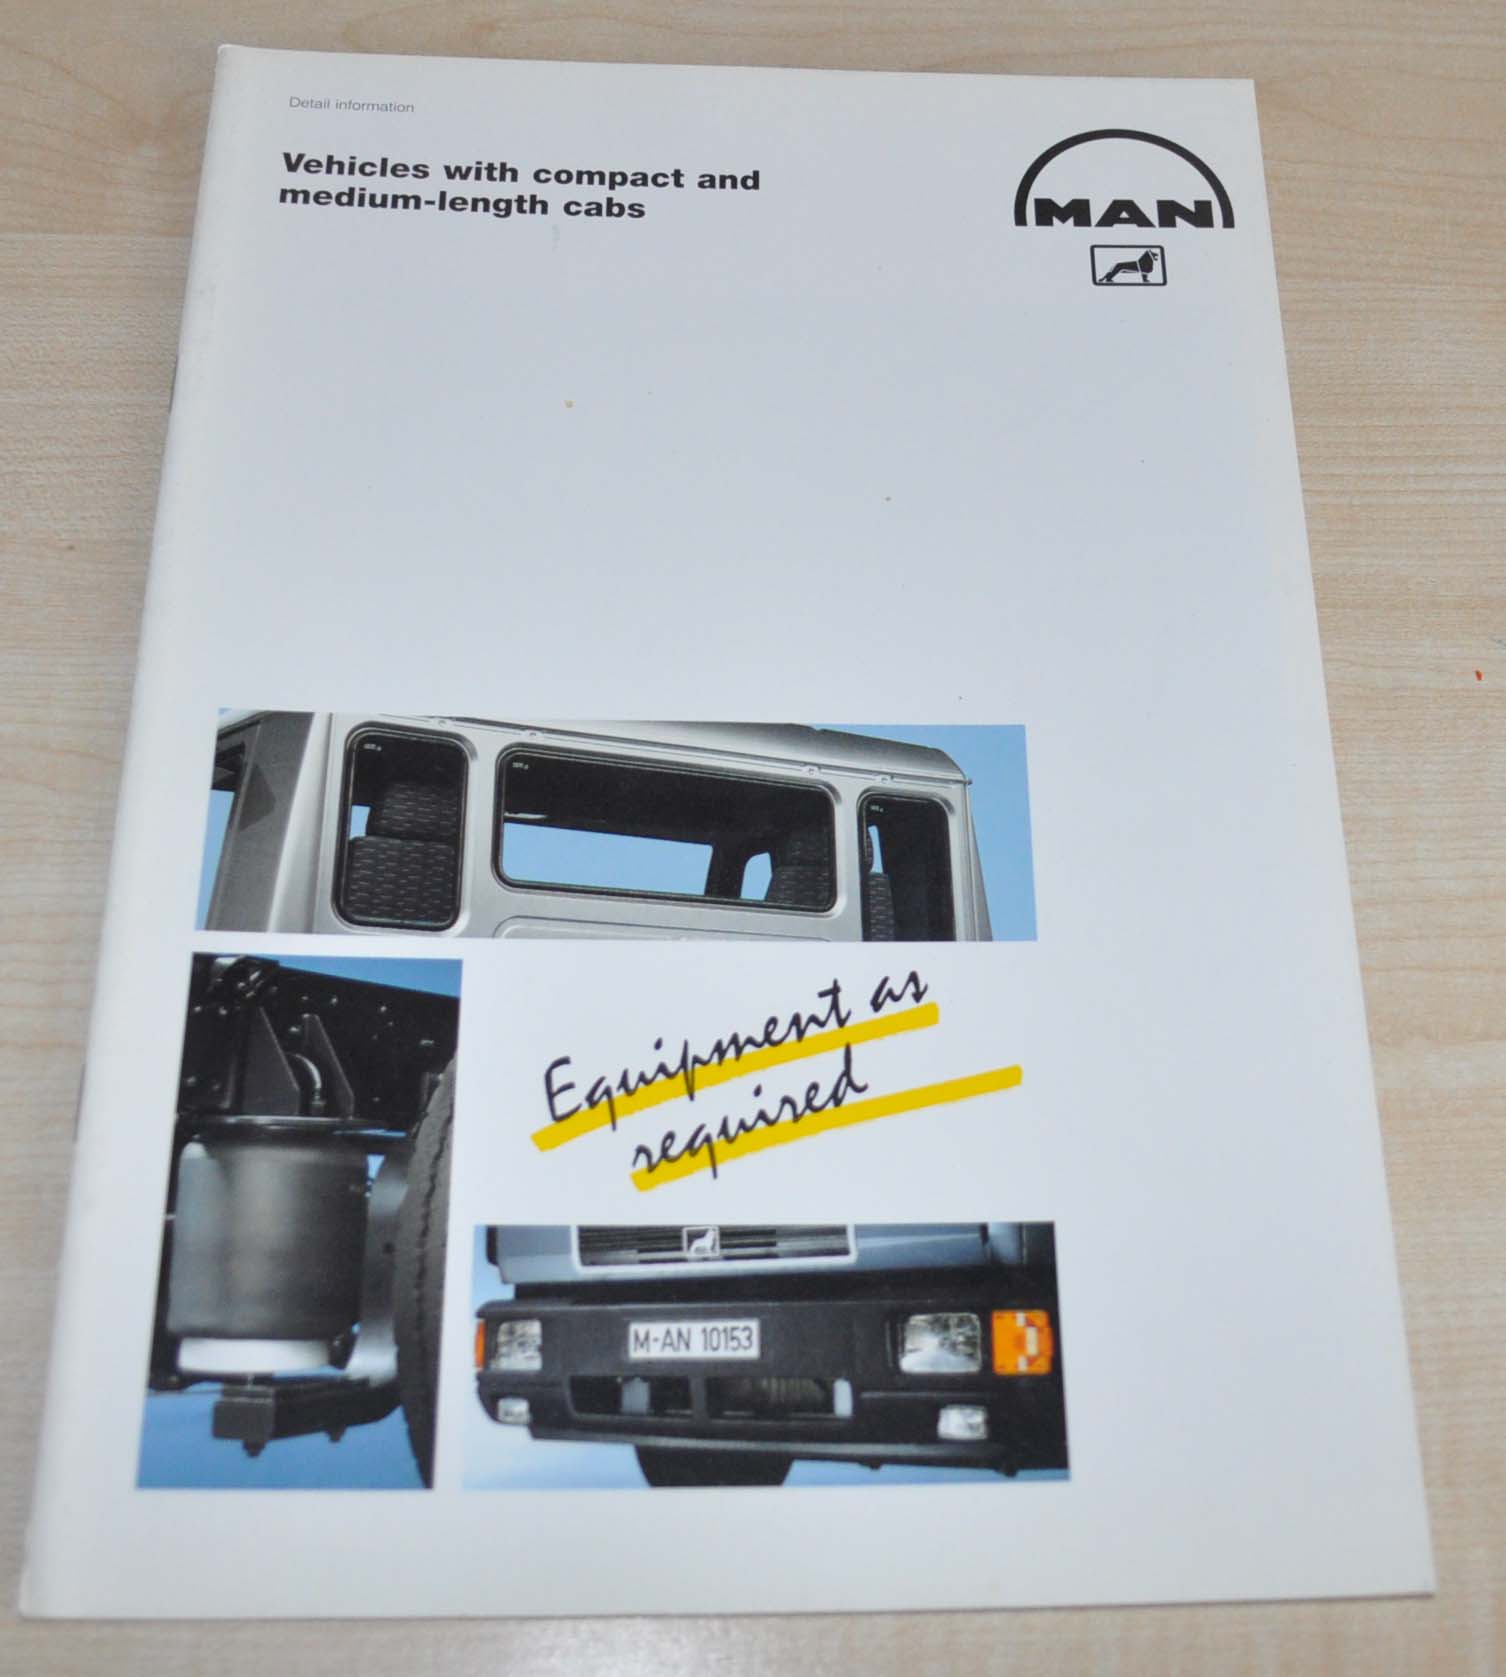 Detail information
Vehicles with compact and
medium-length cabs
MAN
Equipment as
required
M-AN 10153